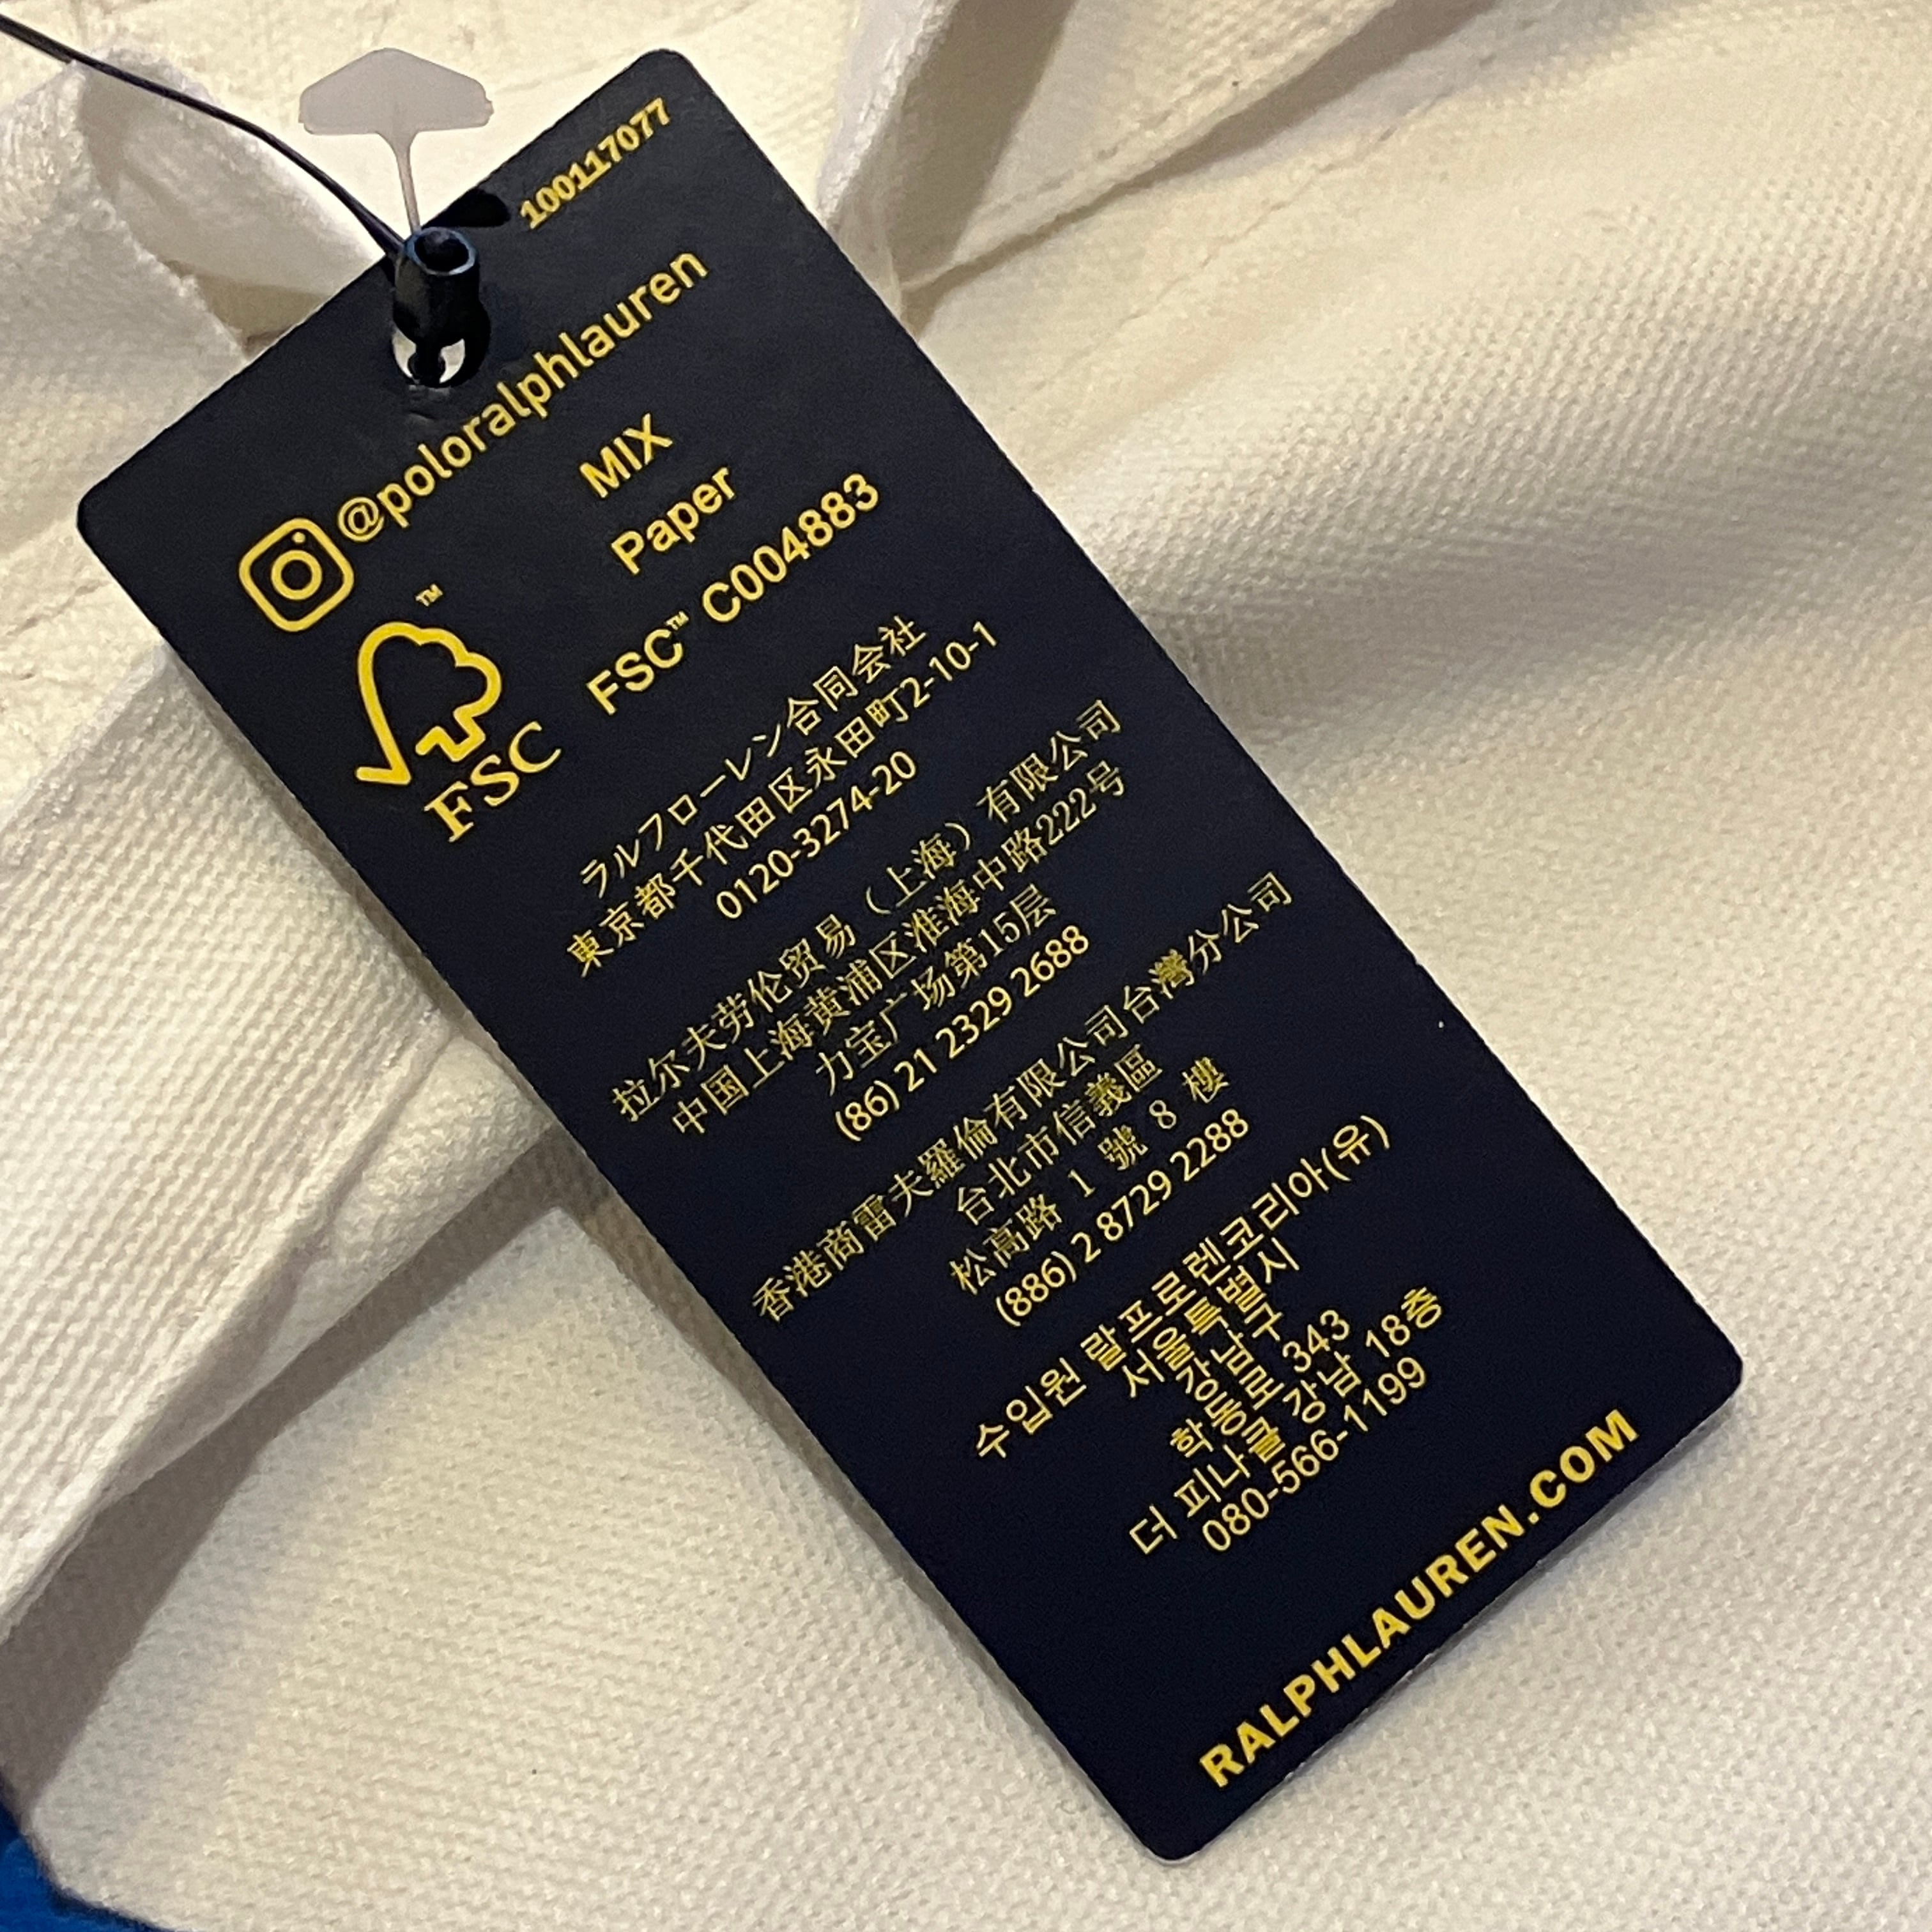 100117077
@poloralphlauren
MIX
Paper
FSC™ C004883
™
FSC
ラルフローレン合同会社
東京都千代田区永田町2-10-1
0120-3274-20
拉尔夫劳伦贸易（上海）有限公司
中国上海黄浦区淮海中路222号
力宝广场第15层
(86) 21 2329 2688
香港商雷夫羅倫有限公司台灣分公司
台北市信義區
松高路 1 號 8 樓
(886) 2 8729 2288
수입원 랄프로렌코리아(유)
서울특별시
강남구
학동로 343
더 피나클 강남 18층
080-566-1199
RALPHLAUREN.COM